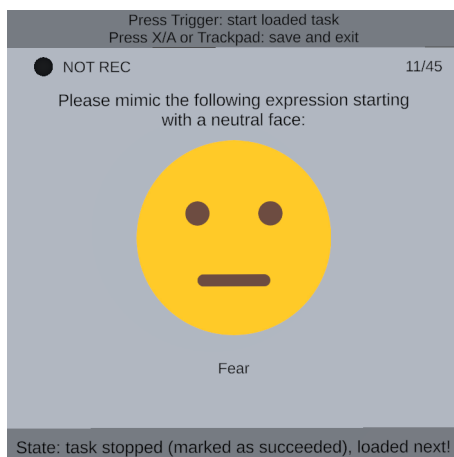 Press Trigger: start loaded task
Press X/A or Trackpad: save and exit
NOT REC
11/45
Please mimic the following expression starting
with a neutral face:
Fear
State: task stopped (marked as succeeded), loaded next!